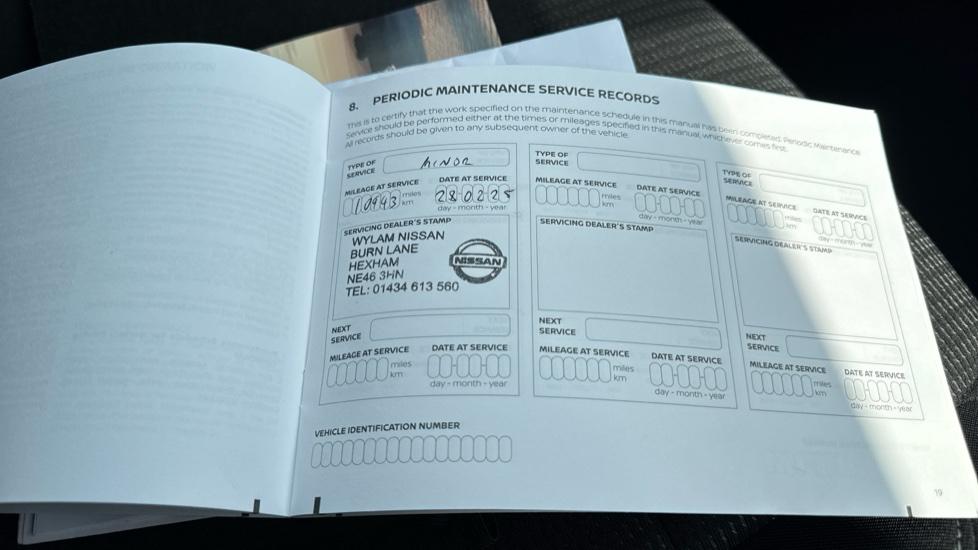 8. PERIODIC MAINTENANCE SERVICE RECORDS
This is to certify that the work specified on the maintenance schedule in this manual has been completed. Periodic Maintenance
Service should be performed either at the times or mileages specified in this manual, whichever comes first.
All records should be given to any subsequent owner of the vehicle.
TYPE OF
SERVICE
MINOR
MILEAGE AT SERVICE
DATE AT SERVICE
10943 miles
km
28-02-25
day - month - year
SERVICING DEALER'S STAMP
WYLAM NISSAN
BURN LANE
HEXHAM
NE46 3HN
TEL: 01434 613 560
NISSAN
NEXT
SERVICE
MILEAGE AT SERVICE
DATE AT SERVICE
miles
km
day - month - year
TYPE OF
SERVICE
MILEAGE AT SERVICE
DATE AT SERVICE
miles
km
day - month - year
SERVICING DEALER'S STAMP
NEXT
SERVICE
MILEAGE AT SERVICE
DATE AT SERVICE
miles
km
day - month - year
TYPE OF
SERVICE
MILEAGE AT SERVICE
DATE AT SERVICE
miles
km
day - month - year
SERVICING DEALER'S STAMP
NEXT
SERVICE
MILEAGE AT SERVICE
DATE AT SERVICE
miles
km
day - month - year
VEHICLE IDENTIFICATION NUMBER
19